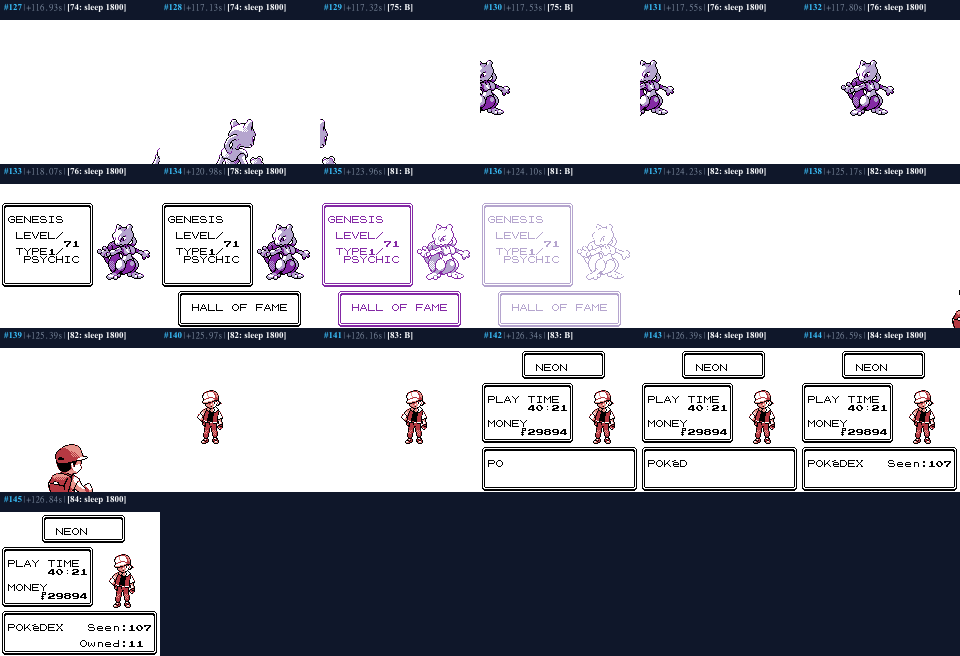 #127|+116.93s| [74: sleep 1800]
#128|+117.13s| [74: sleep 1800]
#129|+117.32s| [75: B]
#130|+117.53s| [75: B]
#131|+117.55s| [76: sleep 1800]
#132|+117.80s| [76: sleep 1800]
#133|+118.07s| [76: sleep 1800]
#134|+120.98s| [78: sleep 1800]
#135|+123.96s| [81: B]
#136|+124.10s| [81: B]
#137|+124.23s| [82: sleep 1800]
#138|+125.17s| [82: sleep 1800]
GENESIS
LEVEL/
71
TYPE1/
PSYCHIC
GENESIS
LEVEL/
71
TYPE1/
PSYCHIC
HALL OF FAME
GENESIS
LEVEL/
71
TYPE1/
PSYCHIC
HALL OF FAME
GENESIS
LEVEL/
71
TYPE1/
PSYCHIC
HALL OF FAME
#139|+125.39s| [82: sleep 1800]
#140|+125.97s| [82: sleep 1800]
#141|+126.16s| [83: B]
#142|+126.34s| [83: B]
#143|+126.39s| [84: sleep 1800]
#144|+126.59s| [84: sleep 1800]
NEON
PLAY TIME
40:21
MONEY
₽29894
PO
NEON
PLAY TIME
40:21
MONEY
₽29894
POKéD
NEON
PLAY TIME
40:21
MONEY
₽29894
POKéDEX Seen:107
#145|+126.84s| [84: sleep 1800]
NEON
PLAY TIME
40:21
MONEY
₽29894
POKéDEX Seen:107
Owned:11